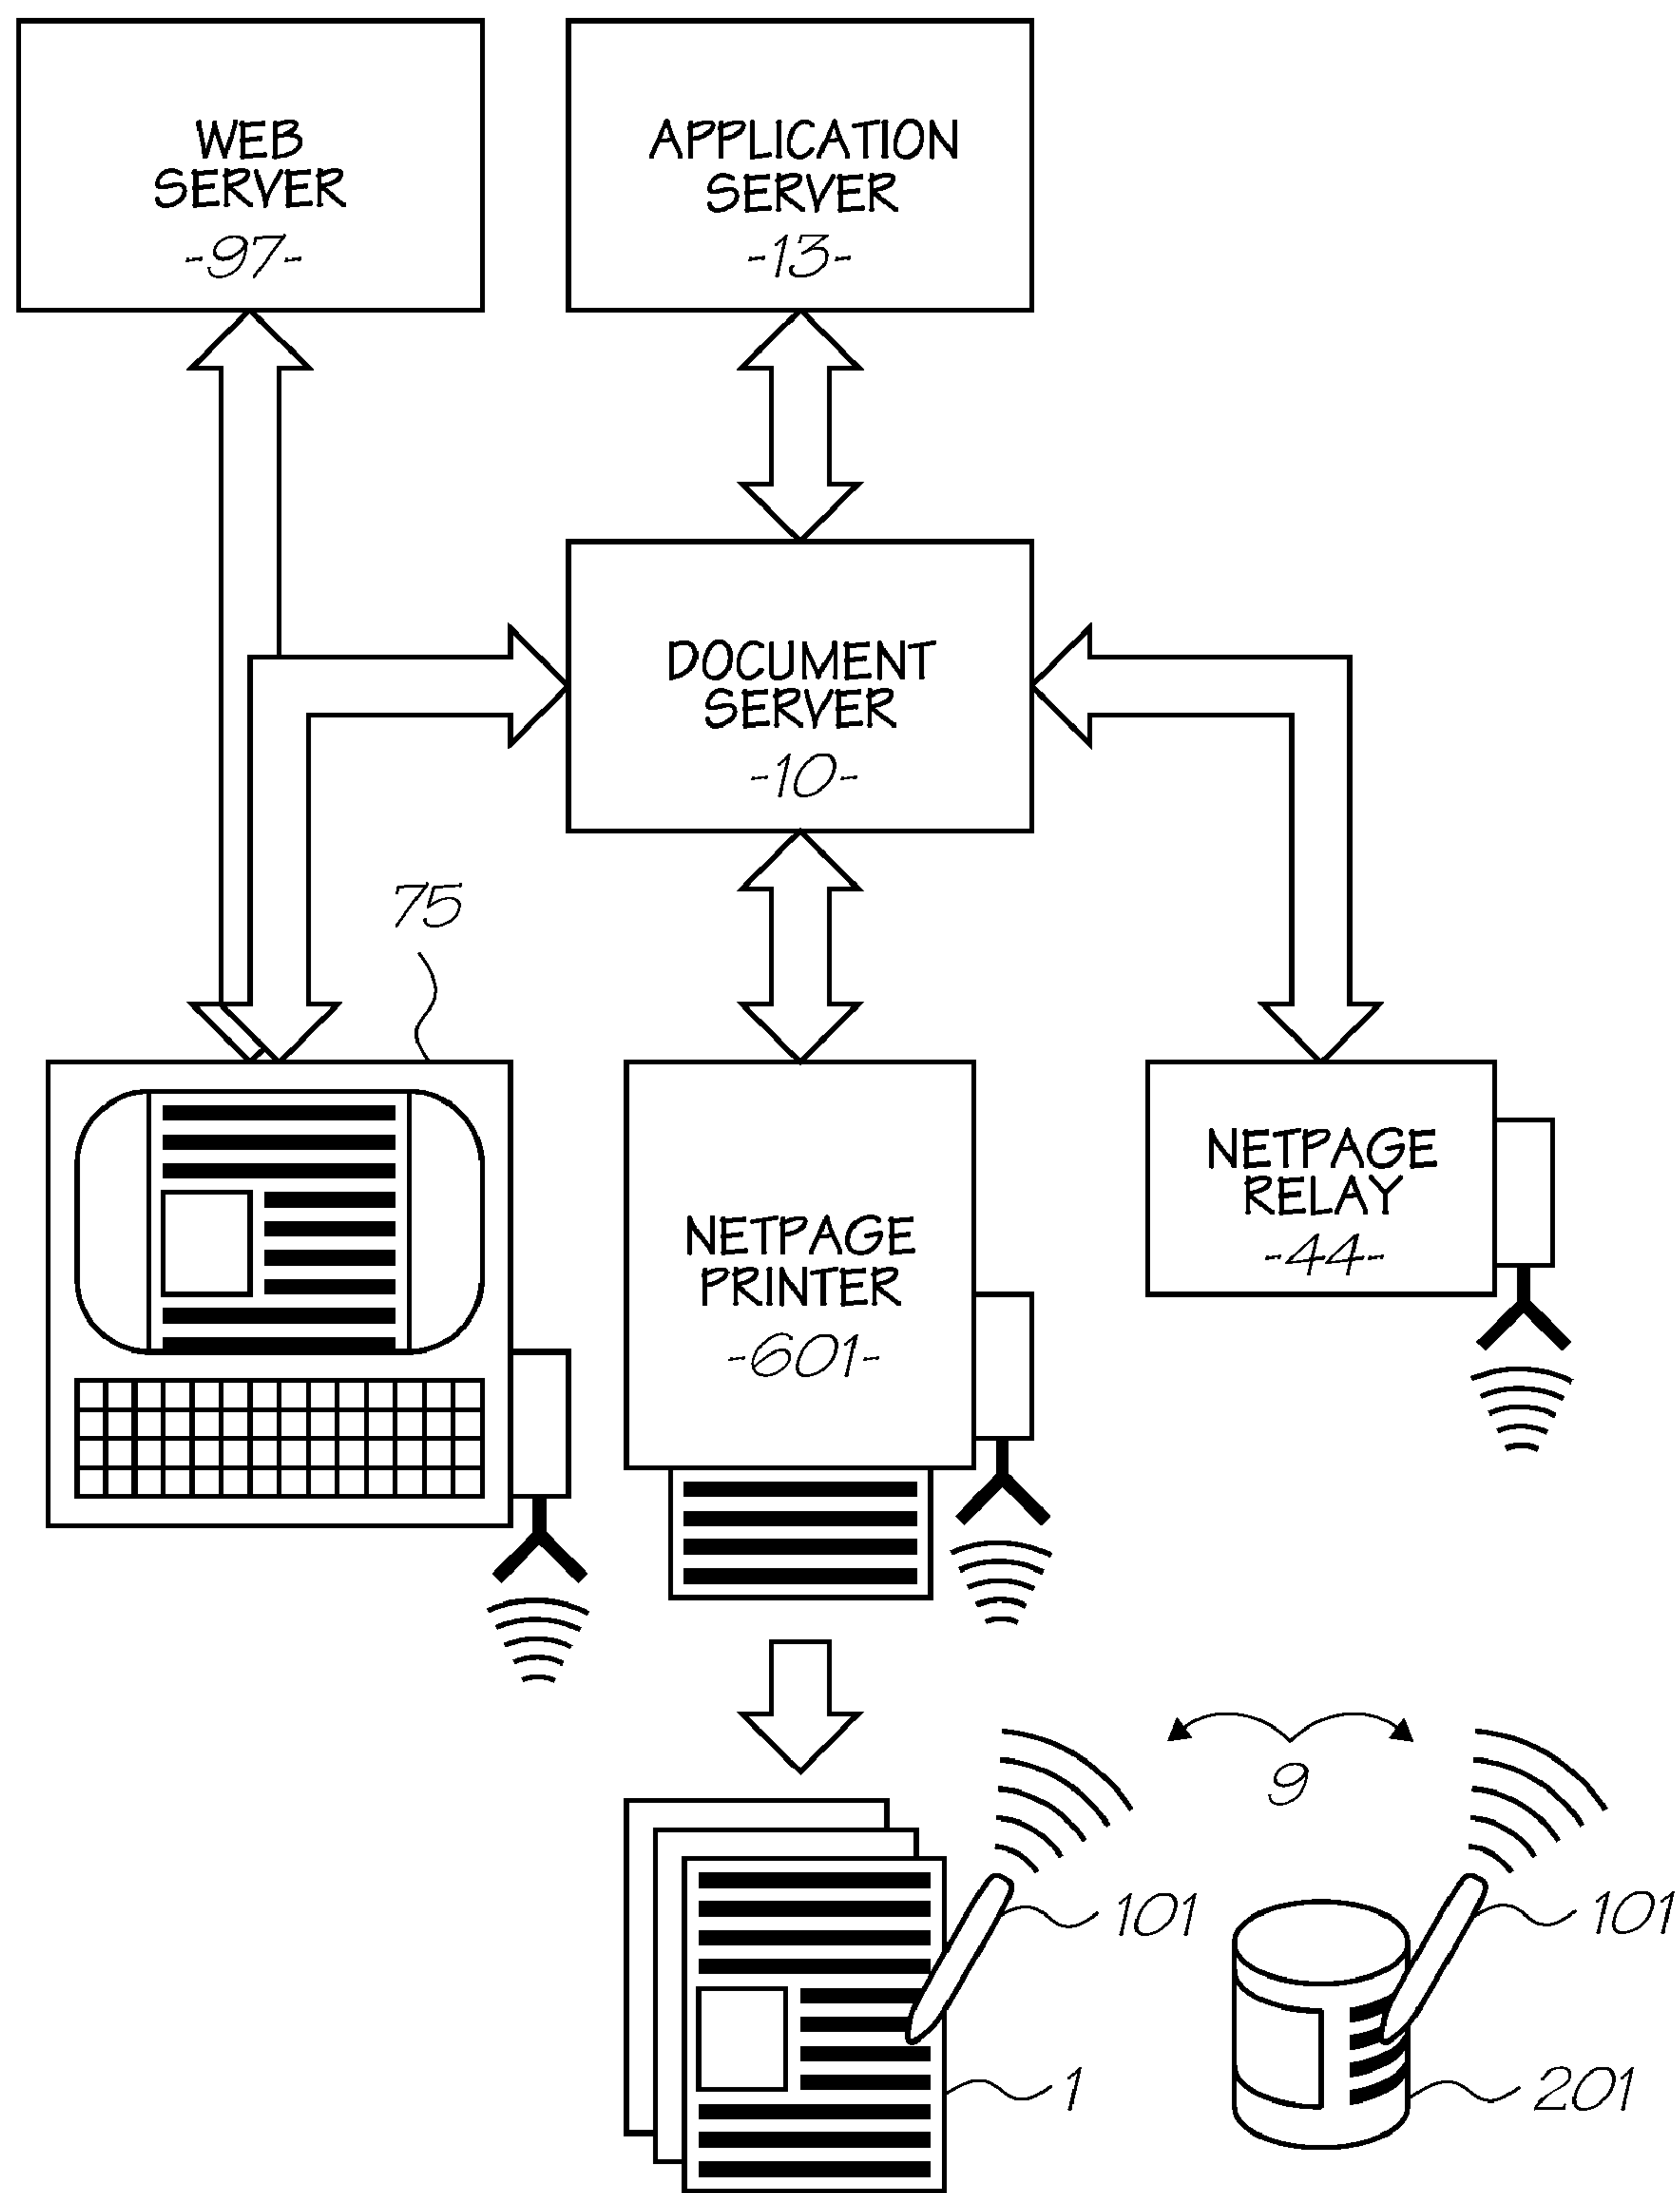 WEB
SERVER
-97-
APPLICATION
SERVER
-13-
DOCUMENT
SERVER
-10-
75
NETPAGE
PRINTER
-601-
NETPAGE
RELAY
-44-
9
101
101
1
201